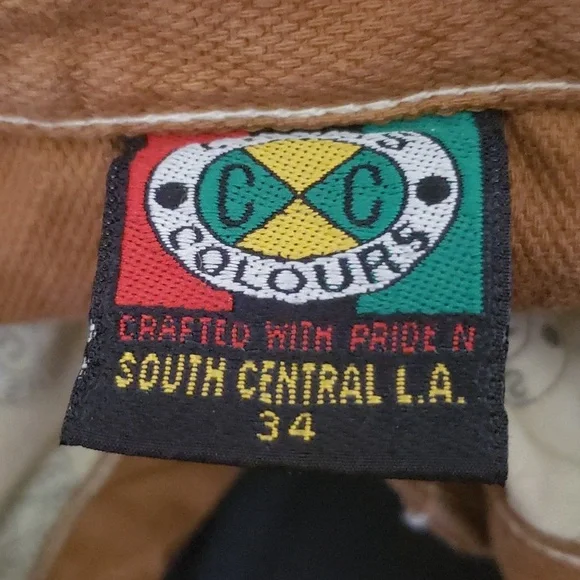 C C
COLOURS
CRAFTED WITH PRIDE N
SOUTH CENTRAL L.A.
34